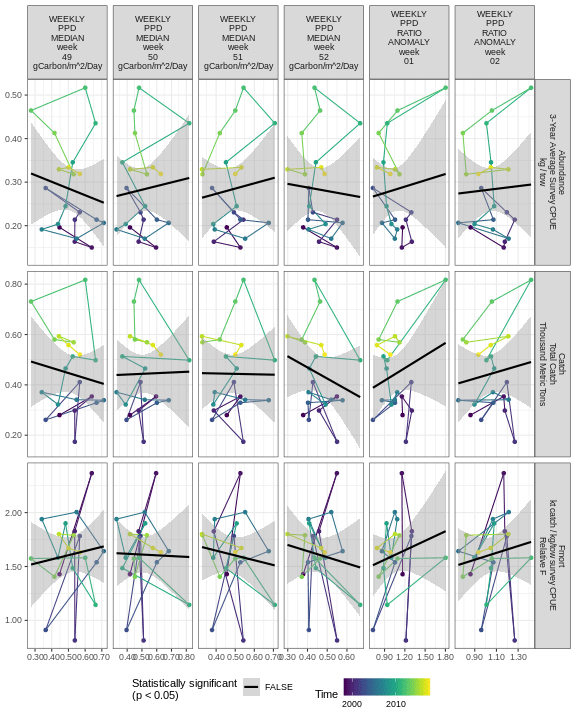 WEEKLY
PPD
MEDIAN
week
49
gCarbon/m^2/Day
WEEKLY
PPD
MEDIAN
week
50
gCarbon/m^2/Day
WEEKLY
PPD
MEDIAN
week
51
gCarbon/m^2/Day
WEEKLY
PPD
MEDIAN
week
52
gCarbon/m^2/Day
WEEKLY
PPD
RATIO
ANOMALY
week
01
WEEKLY
PPD
RATIO
ANOMALY
week
02
0.50
0.40
0.30
0.20
Abundance
3-Year Average Survey CPUE
kg / tow
0.80
0.60
0.40
0.20
Catch
Total Catch
Thousand Metric Tons
2.00
1.50
1.00
Fmort
kt catch / kg/tow survey CPUE
Relative F
0.30 0.40 0.50 0.60 0.70
0.40 0.50 0.60 0.70 0.80
0.30 0.40 0.50 0.60 0.70
0.30 0.40 0.50 0.60
0.90 1.20 1.50 1.80
0.90 1.10 1.30
Statistically significant
(p < 0.05)
FALSE
Time
2000 2010